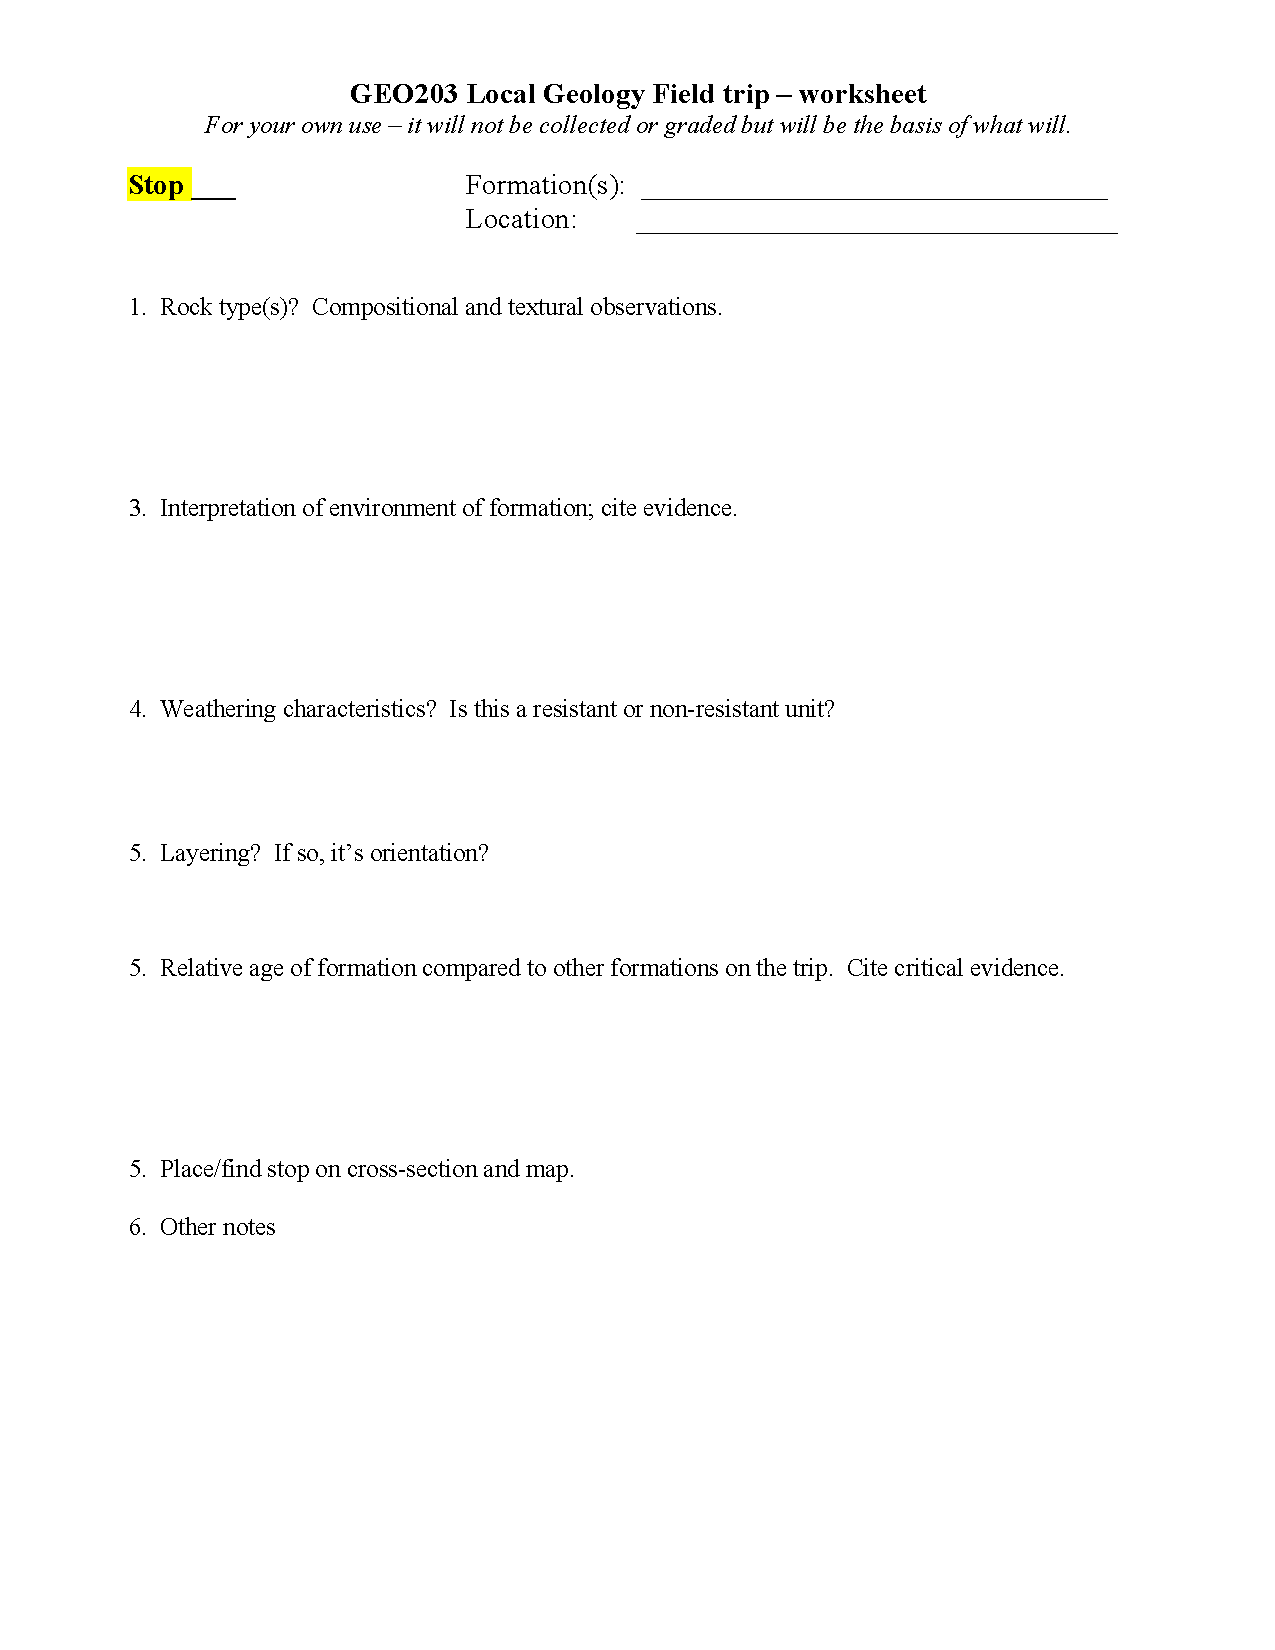 GEO203 Local Geology Field trip – worksheet
For your own use – it will not be collected or graded but will be the basis of what will.
Stop ___ Formation(s): _________________________________
Location: __________________________________
1. Rock type(s)? Compositional and textural observations.
3. Interpretation of environment of formation; cite evidence.
4. Weathering characteristics? Is this a resistant or non-resistant unit?
5. Layering? If so, it’s orientation?
5. Relative age of formation compared to other formations on the trip. Cite critical evidence.
5. Place/find stop on cross-section and map.
6. Other notes